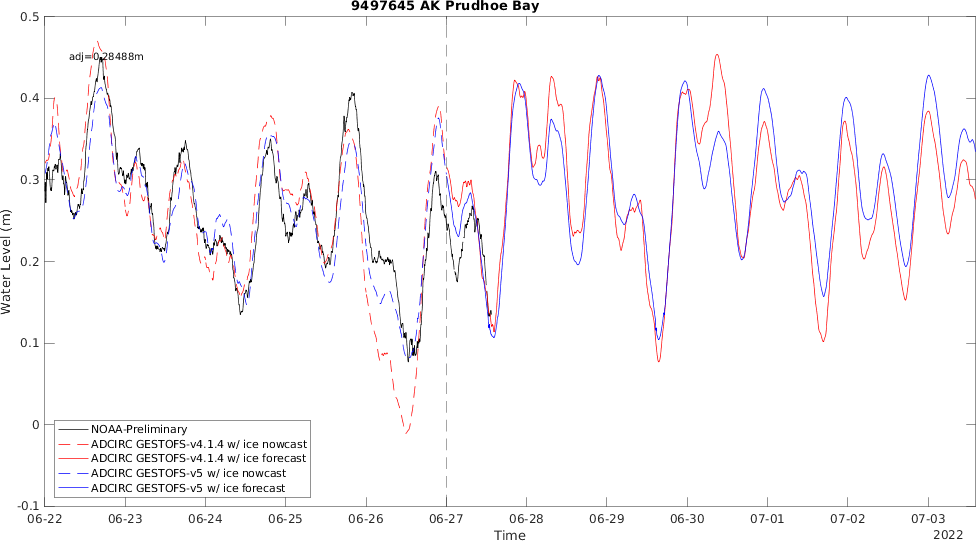 9497645 AK Prudhoe Bay
adj=0.28488m
0.5
0.4
0.3
0.2
0.1
0
-0.1
Water Level (m)
NOAA-Preliminary
ADCIRC GESTOFS-v4.1.4 w/ ice nowcast
ADCIRC GESTOFS-v4.1.4 w/ ice forecast
ADCIRC GESTOFS-v5 w/ ice nowcast
ADCIRC GESTOFS-v5 w/ ice forecast
06-22 06-23 06-24 06-25 06-26 06-27 06-28 06-29 06-30 07-01 07-02 07-03
Time
2022